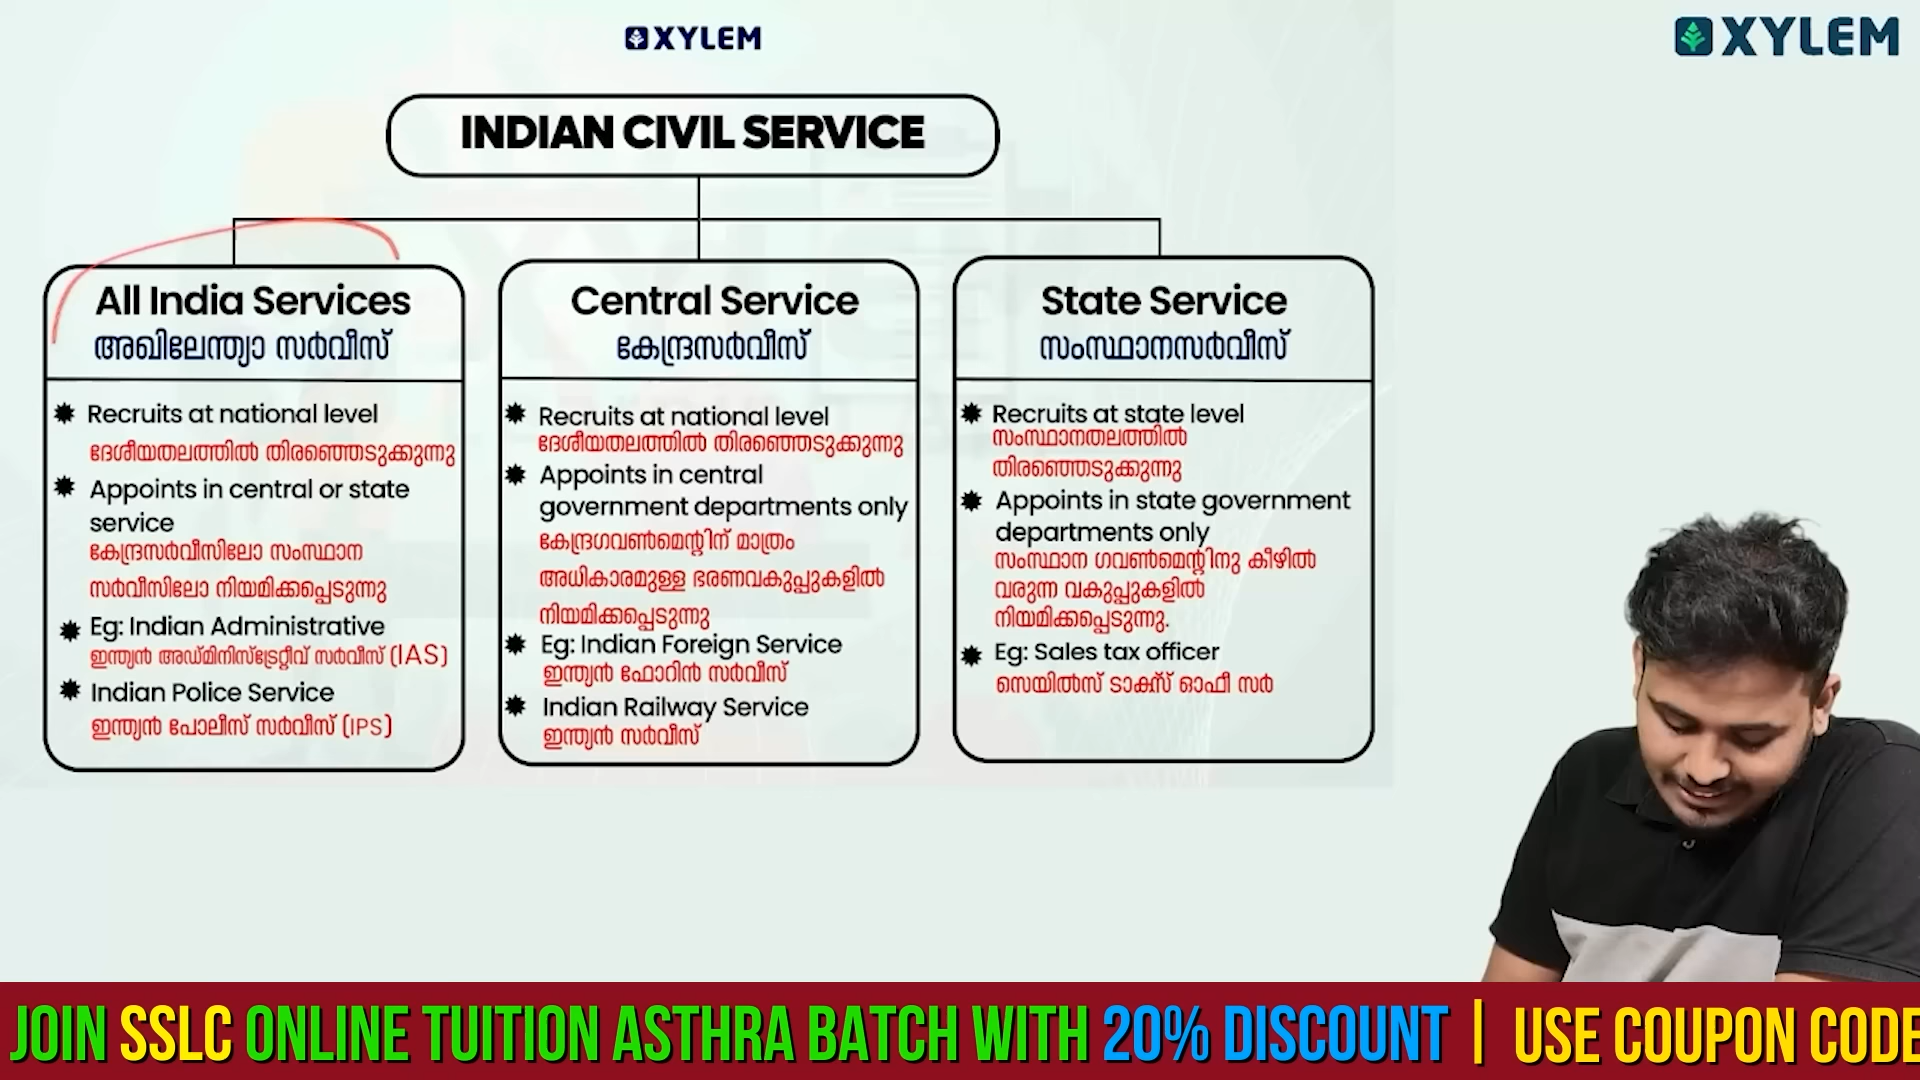 XYLEM
XYLEM
INDIAN CIVIL SERVICE
All India Services
അഖിലേന്ത്യാ സർവീസ്
Recruits at national level
ദേശീയതലത്തിൽ തിരഞ്ഞെടുക്കുന്നു
Appoints in central or state
service
കേന്ദ്രസർവീസിലോ സംസ്ഥാന
സർവീസിലോ നിയമിക്കപ്പെടുന്നു
Eg: Indian Administrative
ഇന്ത്യൻ അഡ്മിനിസ്ട്രേറ്റീവ് സർവീസ് (IAS)
Indian Police Service
ഇന്ത്യൻ പോലീസ് സർവീസ് (IPS)
Central Service
കേന്ദ്രസർവീസ്
Recruits at national level
ദേശീയതലത്തിൽ തിരഞ്ഞെടുക്കുന്നു
Appoints in central
government departments only
കേന്ദ്രഗവൺമെന്റിന് മാത്രം
അധികാരമുള്ള ഭരണവകുപ്പുകളിൽ
നിയമിക്കപ്പെടുന്നു
Eg: Indian Foreign Service
ഇന്ത്യൻ ഫോറിൻ സർവീസ്
Indian Railway Service
ഇന്ത്യൻ സർവീസ്
State Service
സംസ്ഥാനസർവീസ്
Recruits at state level
സംസ്ഥാനതലത്തിൽ
തിരഞ്ഞെടുക്കുന്നു
Appoints in state government
departments only
സംസ്ഥാന ഗവൺമെന്റിനു കീഴിൽ
വരുന്ന വകുപ്പുകളിൽ
നിയമിക്കപ്പെടുന്നു.
Eg: Sales tax officer
സെയിൽസ് ടാക്സ് ഓഫീ സർ
JOIN SSLC ONLINE TUITION ASTHRA BATCH WITH 20% DISCOUNT | USE COUPON CODE